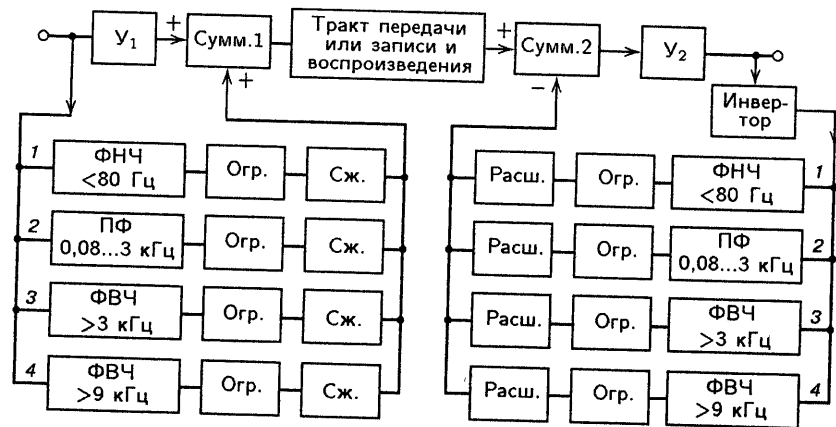 У₁
+
Сумм.1
+
Тракт передачи
или записи и
воспроизведения
+
Сумм.2
−
У₂
Инвер-
тор
1
ФНЧ
<80 Гц
Огр.
Сж.
2
ПФ
0,08...3 кГц
Огр.
Сж.
3
ФВЧ
>3 кГц
Огр.
Сж.
4
ФВЧ
>9 кГц
Огр.
Сж.
Расш.
Огр.
ФНЧ
<80 Гц
1
Расш.
Огр.
ПФ
0,08...3 кГц
2
Расш.
Огр.
ФВЧ
>3 кГц
3
Расш.
Огр.
ФВЧ
>9 кГц
4